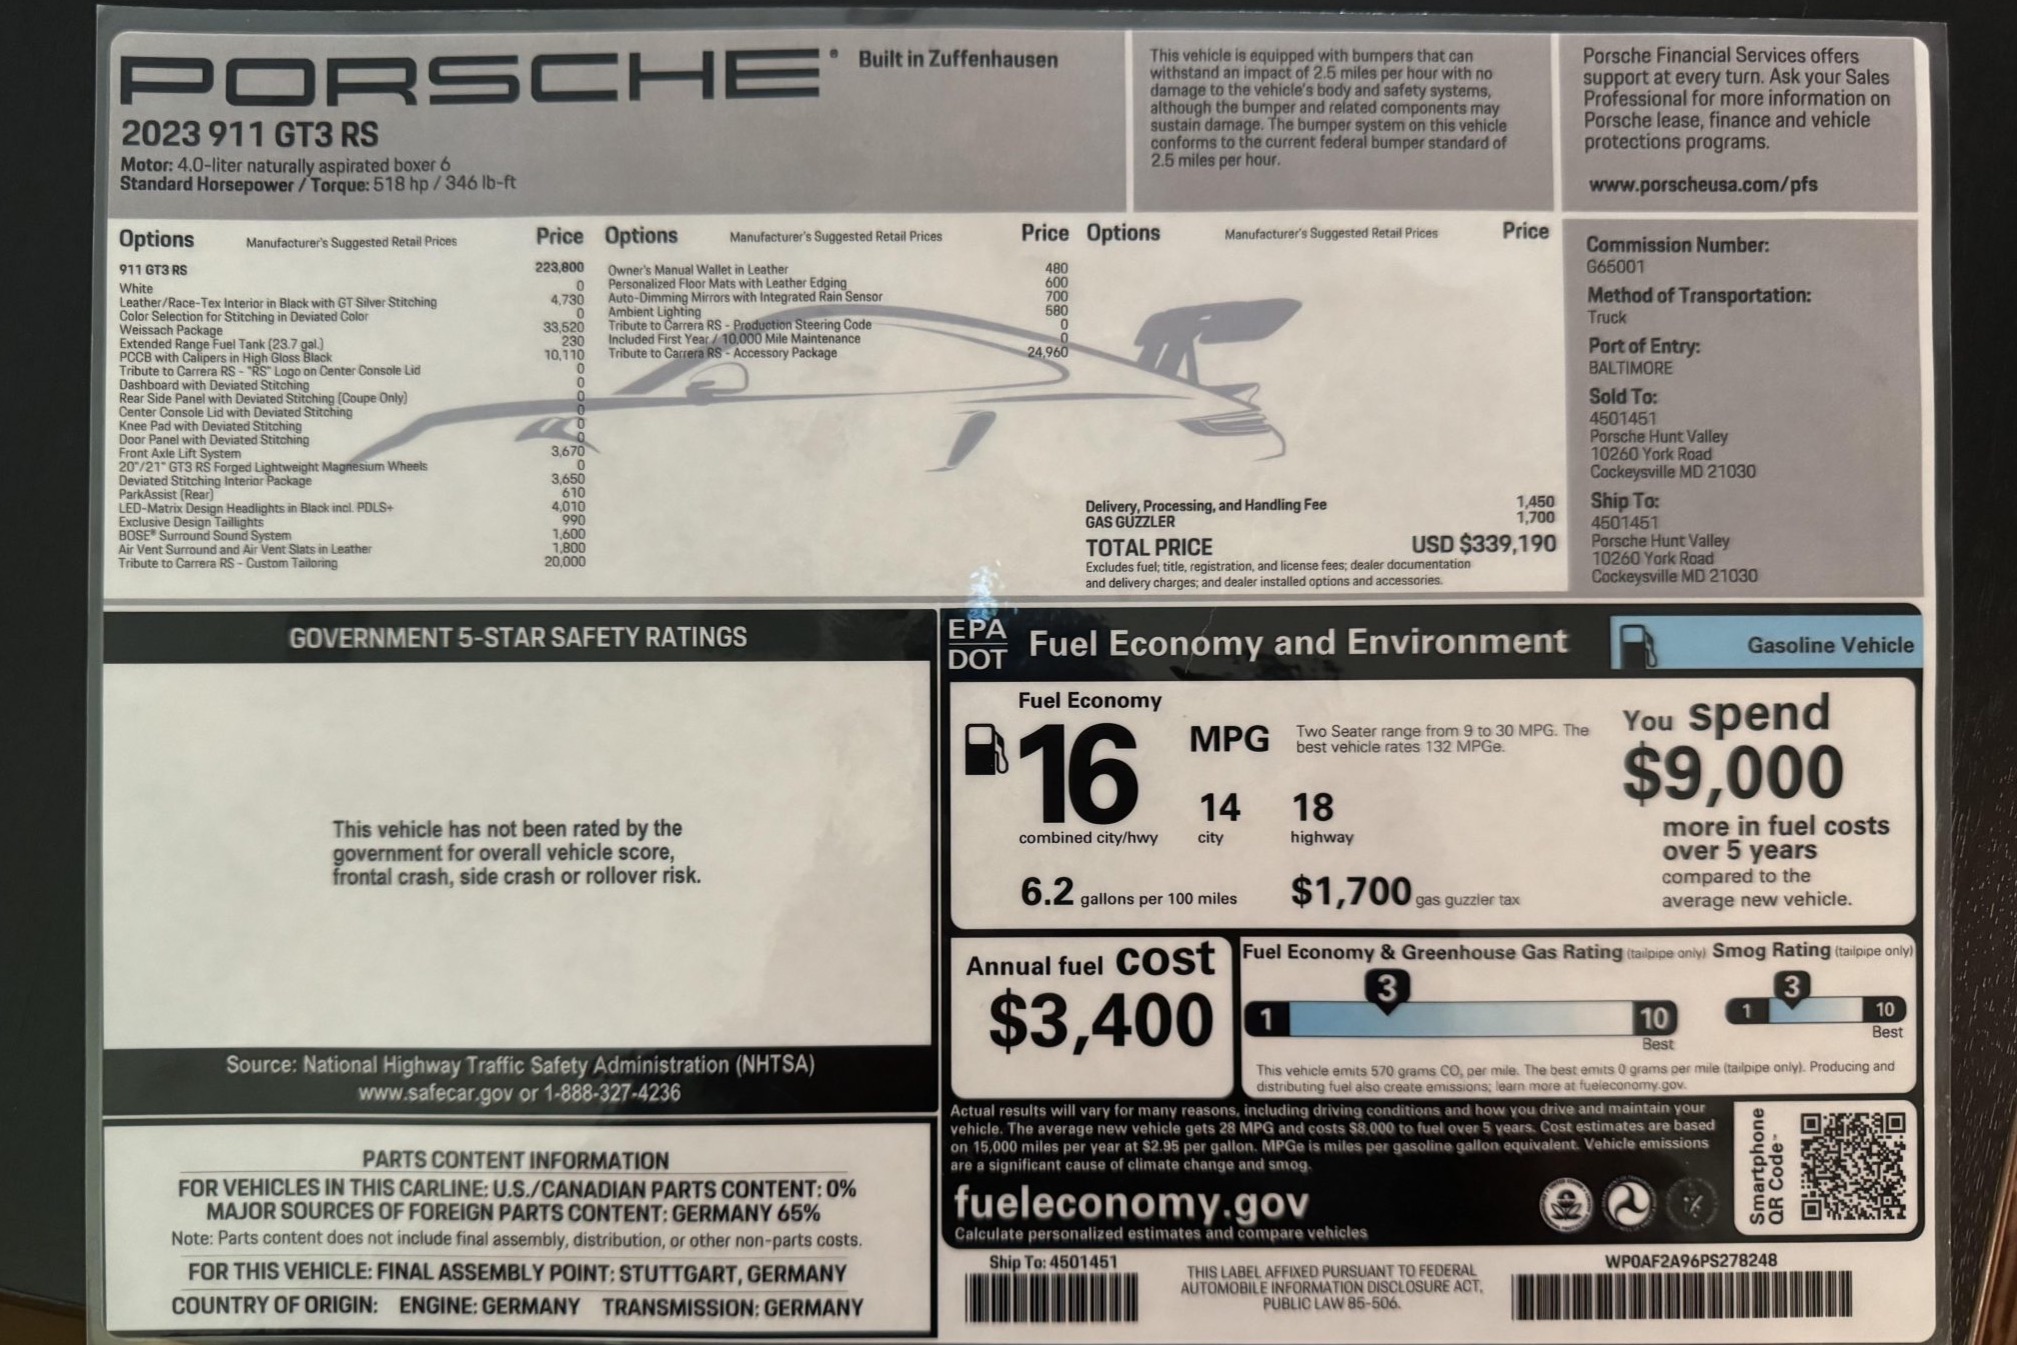 PORSCHE® Built in Zuffenhausen
2023 911 GT3 RS
Motor: 4.0-liter naturally aspirated boxer 6
Standard Horsepower / Torque: 518 hp / 346 lb-ft
This vehicle is equipped with bumpers that can
withstand an impact of 2.5 miles per hour with no
damage to the vehicle's body and safety systems,
although the bumper and related components may
sustain damage. The bumper system on this vehicle
conforms to the current federal bumper standard of
2.5 miles per hour.
Porsche Financial Services offers
support at every turn. Ask your Sales
Professional for more information on
Porsche lease, finance and vehicle
protections programs.
www.porscheusa.com/pfs
Options Manufacturer's Suggested Retail Prices Price
911 GT3 RS 223,800
White 0
Leather/Race-Tex Interior in Black with GT Silver Stitching 4,730
Color Selection for Stitching in Deviated Color 0
Weissach Package 33,520
Extended Range Fuel Tank (23.7 gal.) 230
PCCB with Calipers in High Gloss Black 10,110
Tribute to Carrera RS - "RS" Logo on Center Console Lid 0
Dashboard with Deviated Stitching 0
Rear Side Panel with Deviated Stitching (Coupe Only) 0
Center Console Lid with Deviated Stitching 0
Knee Pad with Deviated Stitching 0
Door Panel with Deviated Stitching 0
Front Axle Lift System 3,670
20"/21" GT3 RS Forged Lightweight Magnesium Wheels 0
Deviated Stitching Interior Package 3,650
ParkAssist (Rear) 610
LED-Matrix Design Headlights in Black incl. PDLS+ 4,010
Exclusive Design Taillights 990
BOSE® Surround Sound System 1,600
Air Vent Surround and Air Vent Slats in Leather 1,800
Tribute to Carrera RS - Custom Tailoring 20,000
Options Manufacturer's Suggested Retail Prices Price
Owner's Manual Wallet in Leather 480
Personalized Floor Mats with Leather Edging 600
Auto-Dimming Mirrors with Integrated Rain Sensor 700
Ambient Lighting 580
Tribute to Carrera RS - Production Steering Code 0
Included First Year / 10,000 Mile Maintenance 0
Tribute to Carrera RS - Accessory Package 24,960
Options Manufacturer's Suggested Retail Prices Price
Delivery, Processing, and Handling Fee 1,450
GAS GUZZLER 1,700
TOTAL PRICE USD $339,190
Excludes fuel; title, registration, and license fees; dealer documentation
and delivery charges; and dealer installed options and accessories.
Commission Number:
G65001
Method of Transportation:
Truck
Port of Entry:
BALTIMORE
Sold To:
4501451
Porsche Hunt Valley
10260 York Road
Cockeysville MD 21030
Ship To:
4501451
Porsche Hunt Valley
10260 York Road
Cockeysville MD 21030
GOVERNMENT 5-STAR SAFETY RATINGS
This vehicle has not been rated by the
government for overall vehicle score,
frontal crash, side crash or rollover risk.
Source: National Highway Traffic Safety Administration (NHTSA)
www.safecar.gov or 1-888-327-4236
PARTS CONTENT INFORMATION
FOR VEHICLES IN THIS CARLINE: U.S./CANADIAN PARTS CONTENT: 0%
MAJOR SOURCES OF FOREIGN PARTS CONTENT: GERMANY 65%
Note: Parts content does not include final assembly, distribution, or other non-parts costs.
FOR THIS VEHICLE: FINAL ASSEMBLY POINT: STUTTGART, GERMANY
COUNTRY OF ORIGIN: ENGINE: GERMANY TRANSMISSION: GERMANY
EPA
DOT
Fuel Economy and Environment
Gasoline Vehicle
Fuel Economy
16 MPG
combined city/hwy
14
city
18
highway
Two Seater range from 9 to 30 MPG. The
best vehicle rates 132 MPGe.
6.2 gallons per 100 miles
$1,700 gas guzzler tax
You spend
$9,000
more in fuel costs
over 5 years
compared to the
average new vehicle.
Annual fuel cost
$3,400
Fuel Economy & Greenhouse Gas Rating (tailpipe only)
3
1 10
Best
Smog Rating (tailpipe only)
3
1 10
Best
This vehicle emits 570 grams CO₂ per mile. The best emits 0 grams per mile (tailpipe only). Producing and
distributing fuel also create emissions; learn more at fueleconomy.gov.
Actual results will vary for many reasons, including driving conditions and how you drive and maintain your
vehicle. The average new vehicle gets 28 MPG and costs $8,000 to fuel over 5 years. Cost estimates are based
on 15,000 miles per year at $2.95 per gallon. MPGe is miles per gasoline gallon equivalent. Vehicle emissions
are a significant cause of climate change and smog.
fueleconomy.gov
Calculate personalized estimates and compare vehicles
Smartphone
QR Code™
Ship To: 4501451
THIS LABEL AFFIXED PURSUANT TO FEDERAL
AUTOMOBILE INFORMATION DISCLOSURE ACT,
PUBLIC LAW 85-506.
WP0AF2A96PS278248